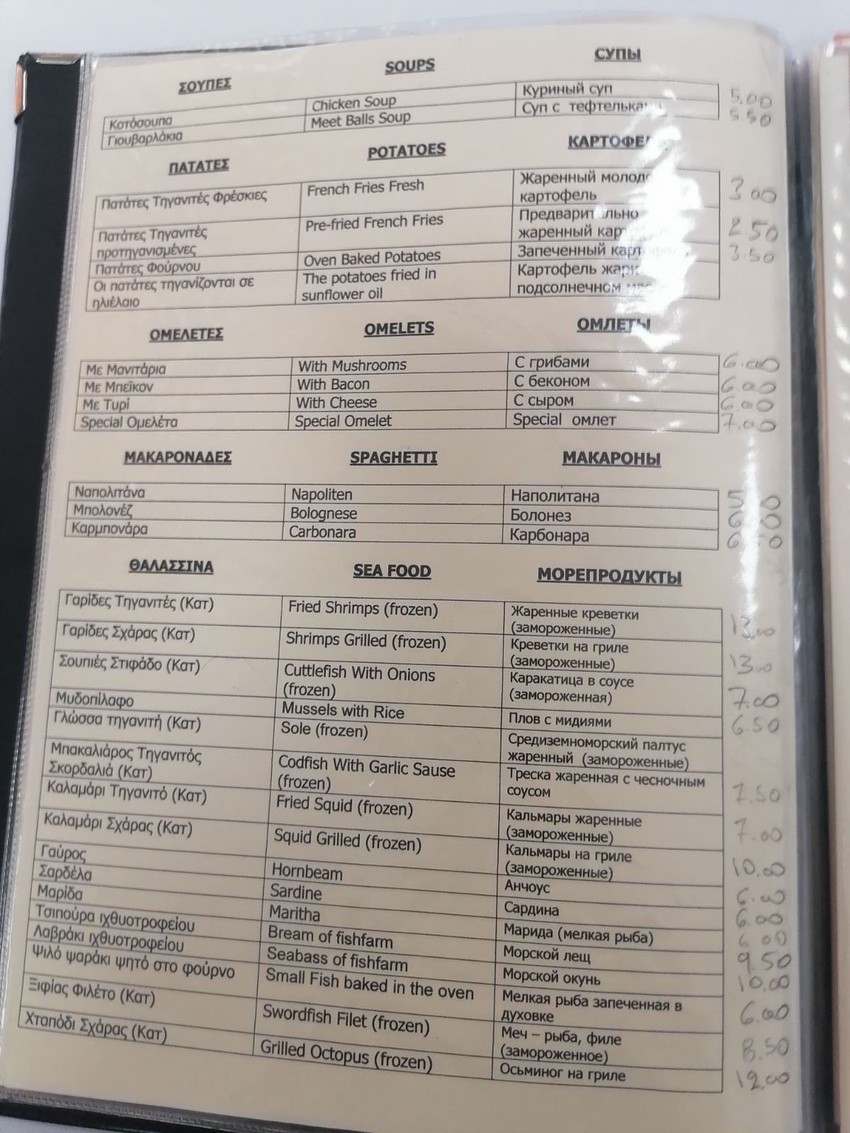 ΣΟΥΠΕΣ SOUPS СУПЫ
Κοτόσουπα Chicken Soup Куриный суп 5.00
Γιουβαρλάκια Meet Balls Soup Суп с 5.50
ΠΑΤΑΤΕΣ POTATOES
Πατάτες Τηγανιτές Φρέσκιες French Fries Fresh Жаренный
картофель 3.00
Πατάτες Τηγανιτές
προτηγανισμένες Pre-fried French Fries
жаренный 2.50
Πατάτες Φούρνου Oven Baked Potatoes Запеченный 3.50
Οι πατάτες τηγανίζονται σε
ηλιέλαιο The potatoes fried in
sunflower oil Картофель
подсолнечном
ΟΜΕΛΕΤΕΣ OMELETS ОМЛЕТЫ
Με Μανιτάρια With Mushrooms С грибами 6.00
Με Μπέϊκον With Bacon С беконом 6.00
Με Τυρί With Cheese С сыром 6.00
Special Ομελέτα Special Omelet Special омлет 7.00
ΜΑΚΑΡΟΝΑΔΕΣ SPAGHETTI МАКАРОНЫ
Ναπολιτάνα Napoliten Наполитана
Μπολονέζ Bolognese Болонез
Καρμπονάρα Carbonara Карбонара
ΘΑΛΑΣΣΙΝΑ SEA FOOD МОРЕПРОДУКТЫ
Γαρίδες Τηγανιτές (Κατ) Fried Shrimps (frozen) Жаренные креветки
(замороженные) 13,00
Γαρίδες Σχάρας (Κατ) Shrimps Grilled (frozen) Креветки на гриле
(замороженные) 13,00
Σουπιές Στιφάδο (Κατ) Cuttlefish With Onions
(frozen) Каракатица в соусе
(замороженная) 7.00
Μυδοπίλαφο Mussels with Rice Плов с мидиями 6.50
Γλώσσα τηγανιτή (Κατ) Sole (frozen) Средиземноморский палтус
жаренный (замороженные)
Μπακαλιάρος Τηγανιτός
Σκορδαλιά (Κατ) Codfish With Garlic Sause
(frozen) Треска жаренная с чесночным
соусом 7.50
Καλαμάρι Τηγανιτό (Κατ) Fried Squid (frozen) Кальмары жаренные
(замороженные) 7.00
Καλαμάρι Σχάρας (Κατ) Squid Grilled (frozen) Кальмары на гриле
(замороженные) 10.00
Γαύρος Hornbeam Анчоус 6.00
Σαρδέλα Sardine Сардина 6.00
Μαρίδα Maritha Марида (мелкая рыба) 6.00
Τσιπούρα ιχθυοτροφείου Bream of fishfarm Морской лещ 9.50
Λαβράκι ιχθυοτροφείου Seabass of fishfarm Морской окунь 10.00
Ψιλό ψαράκι ψητό στο φούρνο Small Fish baked in the oven Мелкая рыба запеченная в
духовке 6.00
Ξιφίας Φιλέτο (Κατ) Swordfish Filet (frozen) Меч – рыба, филе
(замороженное) 8.50
Χταπόδι Σχάρας (Κατ) Grilled Octopus (frozen) Осьминог на гриле 12,00